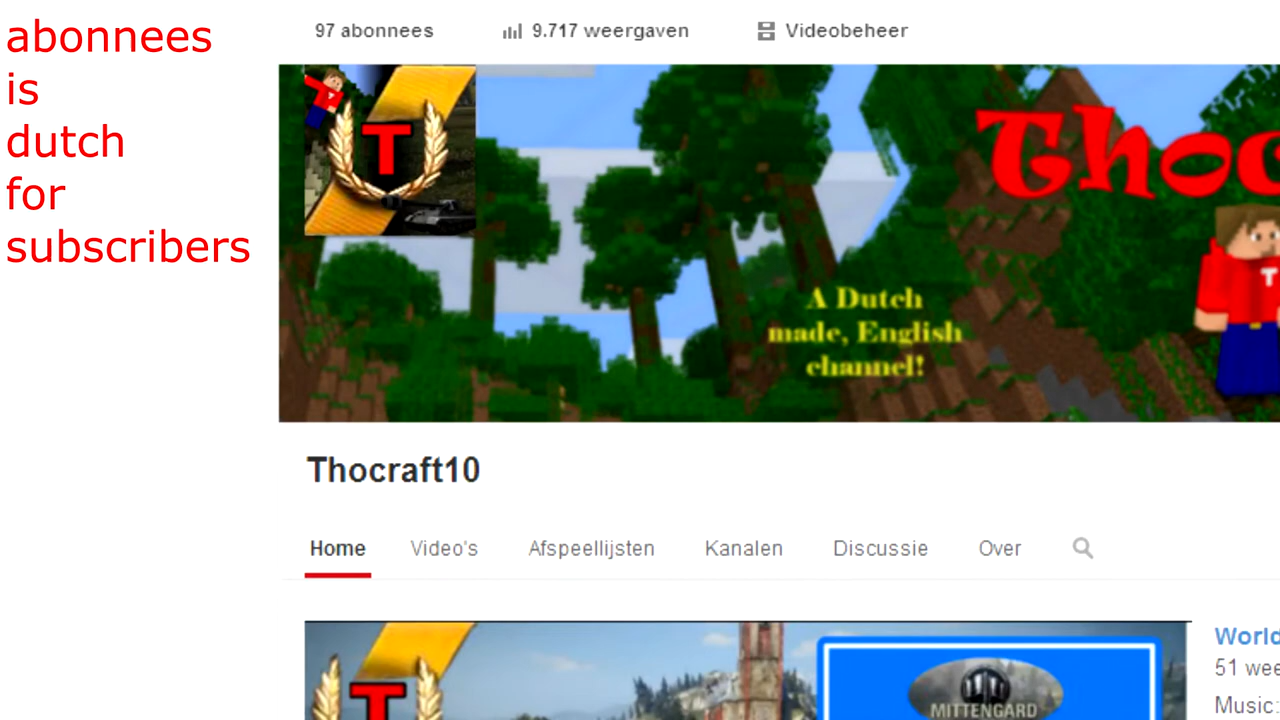 abonnees
is
dutch
for
subscribers
97 abonnees 9.717 weergaven Videobeheer
T
Thoc
T
A Dutch
made, English
channel!
Thocraft10
Home Video's Afspeellijsten Kanalen Discussie Over
T
MITTENGARD
World
51 wee
Music: